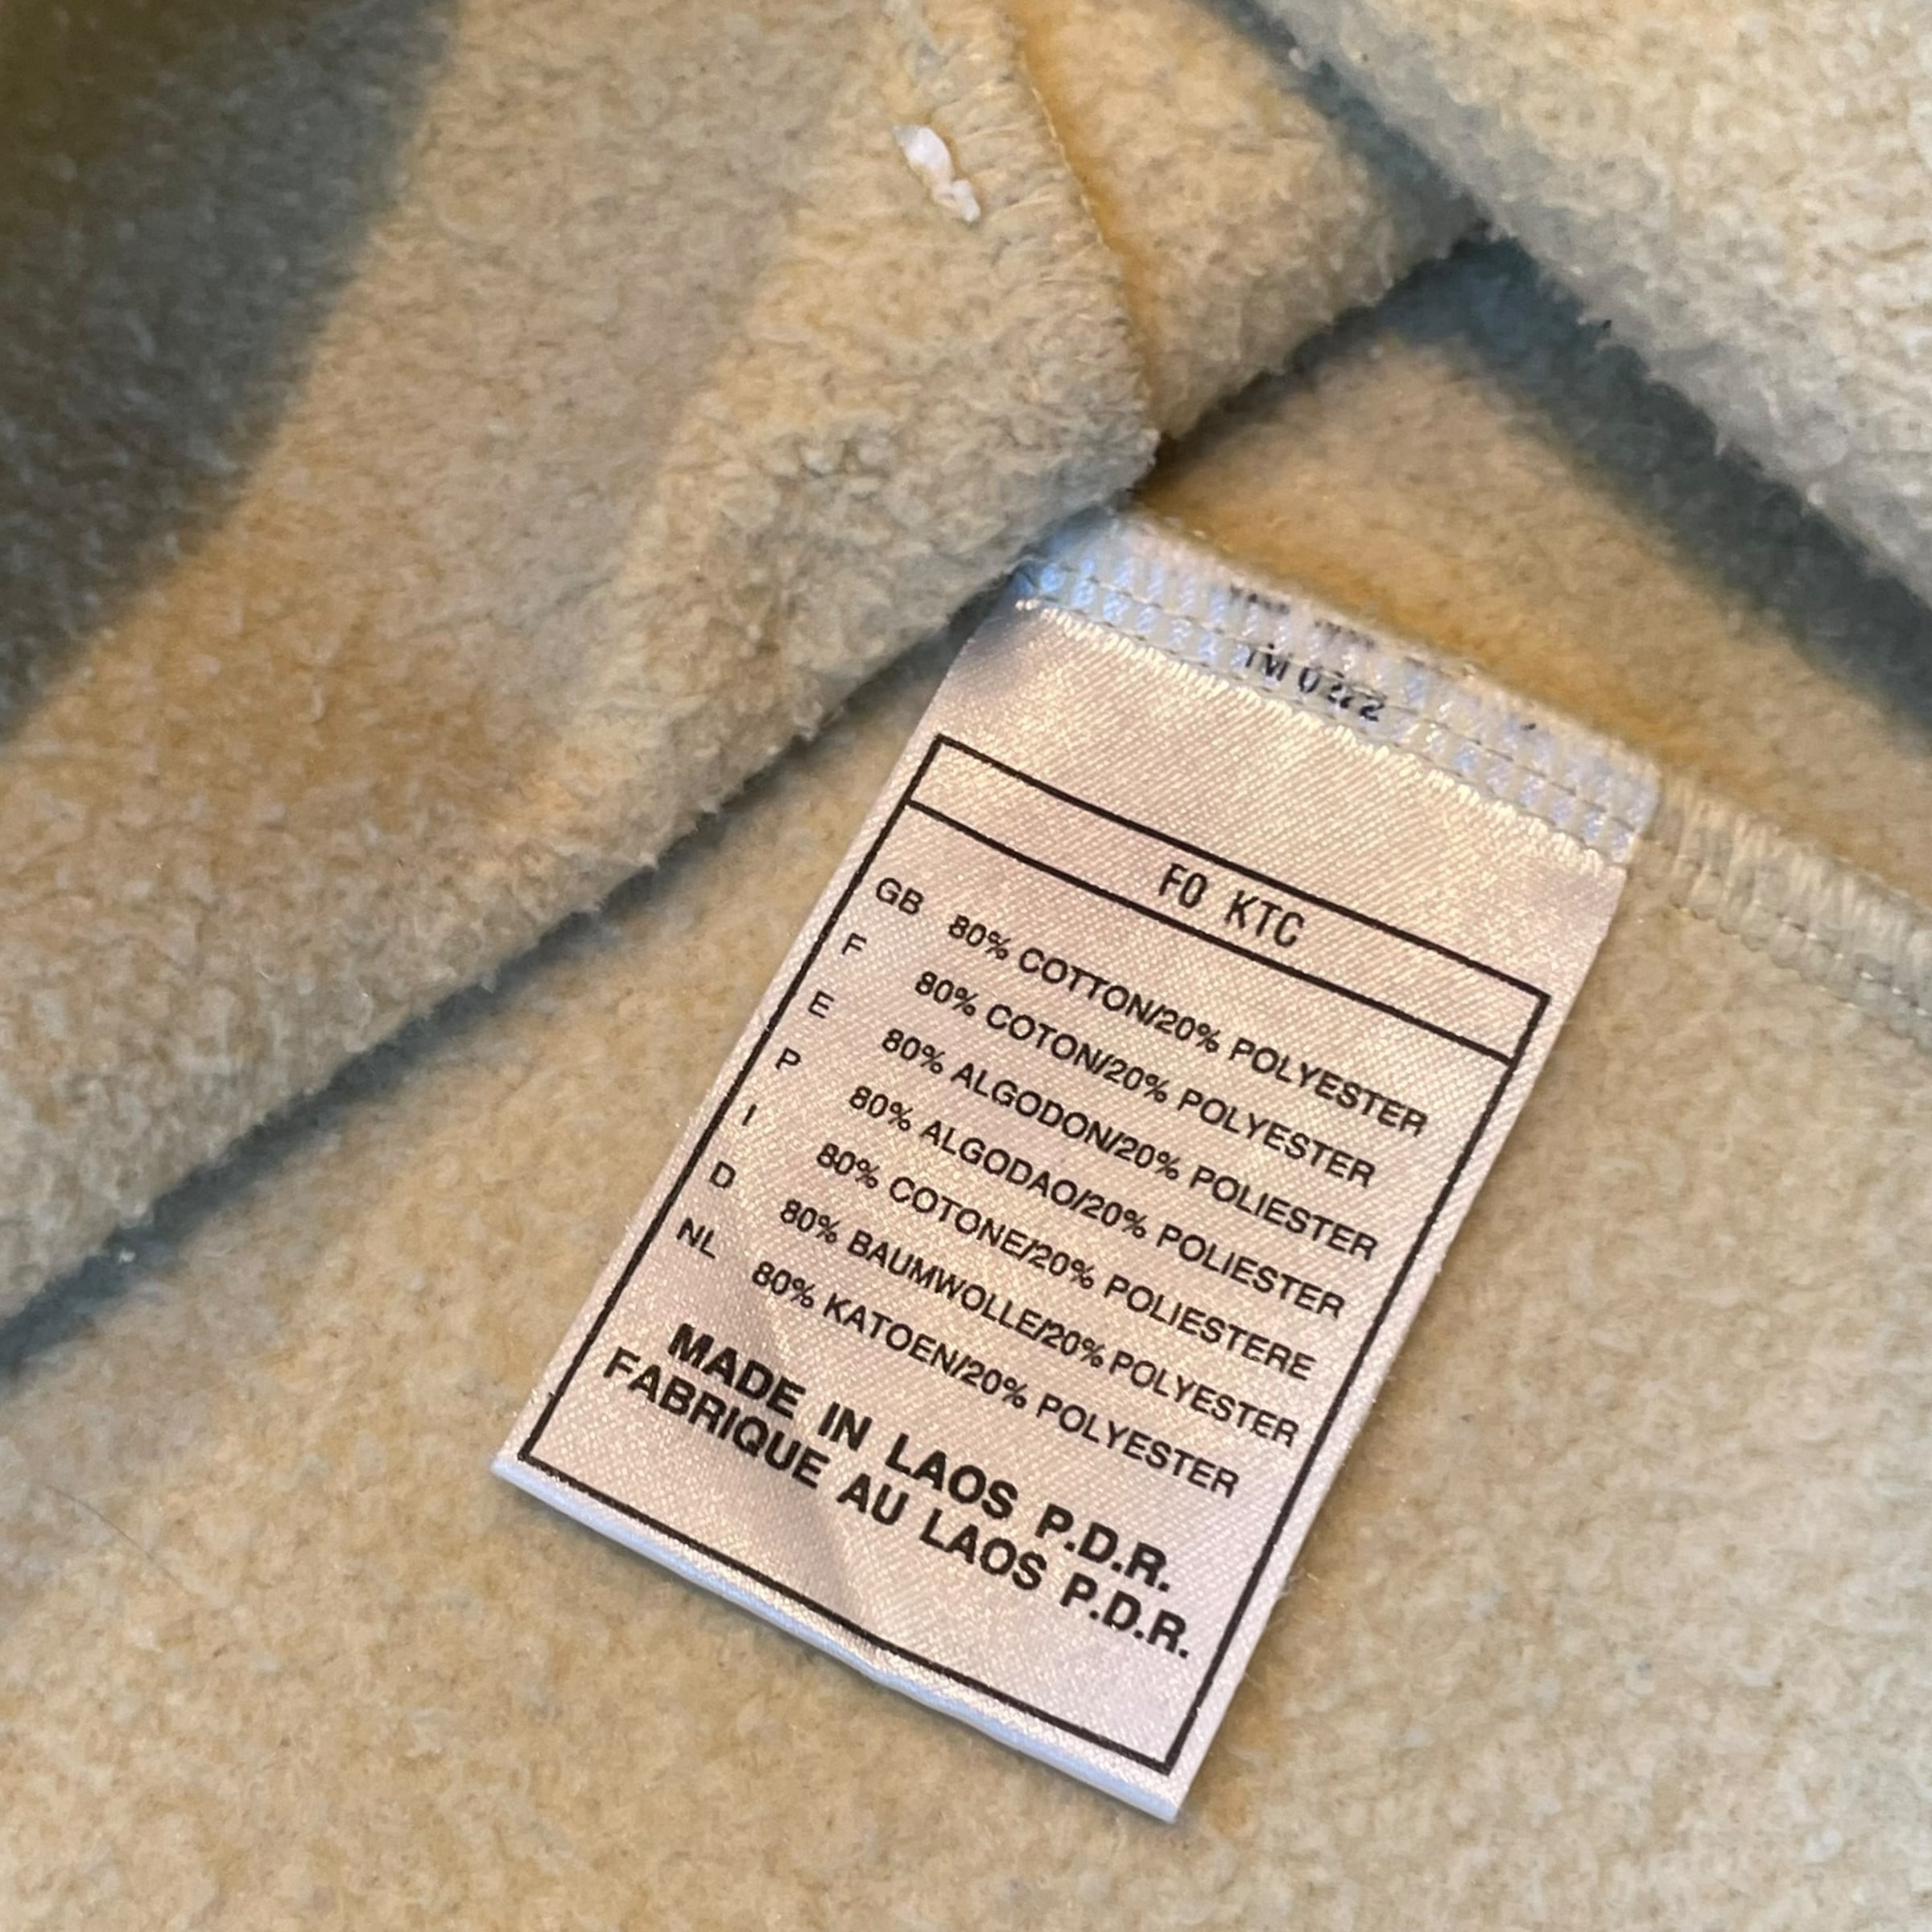 F0 KTC
GB 80% COTTON/20% POLYESTER
F 80% COTON/20% POLYESTER
E 80% ALGODON/20% POLIESTER
P 80% ALGODAO/20% POLIESTER
I 80% COTONE/20% POLIESTERE
D 80% BAUMWOLLE/20% POLYESTER
NL 80% KATOEN/20% POLYESTER
MADE IN LAOS P.D.R.
FABRIQUE AU LAOS P.D.R.